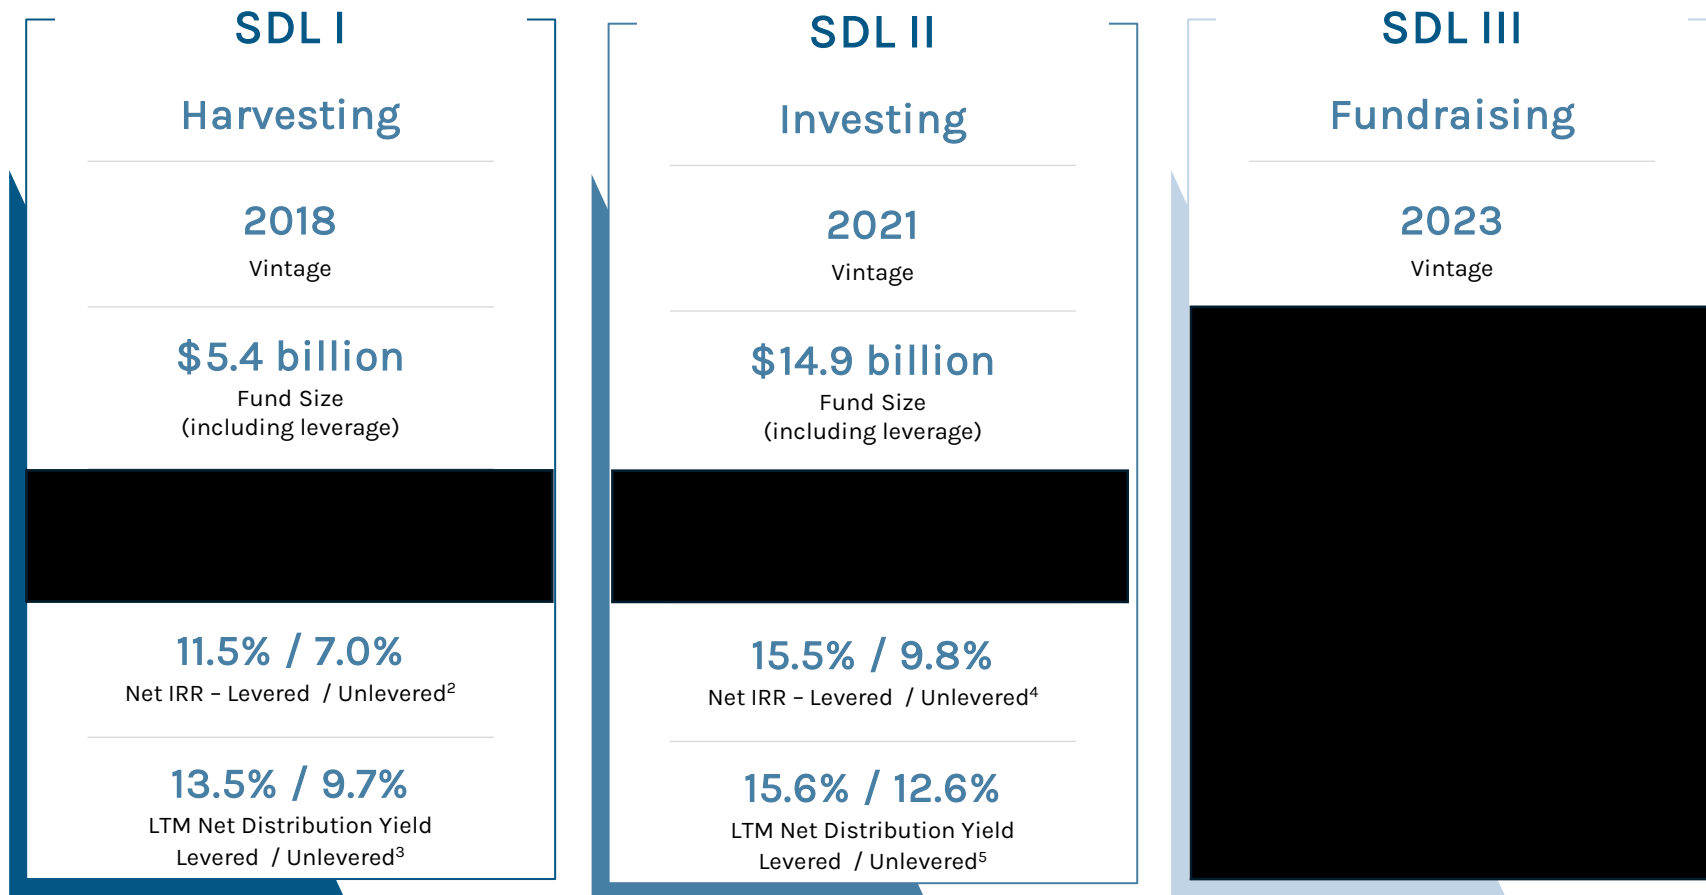 SDL I
Harvesting
2018
Vintage
$5.4 billion
Fund Size
(including leverage)
11.5% / 7.0%
Net IRR – Levered / Unlevered²
13.5% / 9.7%
LTM Net Distribution Yield
Levered / Unlevered³
SDL II
Investing
2021
Vintage
$14.9 billion
Fund Size
(including leverage)
15.5% / 9.8%
Net IRR – Levered / Unlevered⁴
15.6% / 12.6%
LTM Net Distribution Yield
Levered / Unlevered⁵
SDL III
Fundraising
2023
Vintage